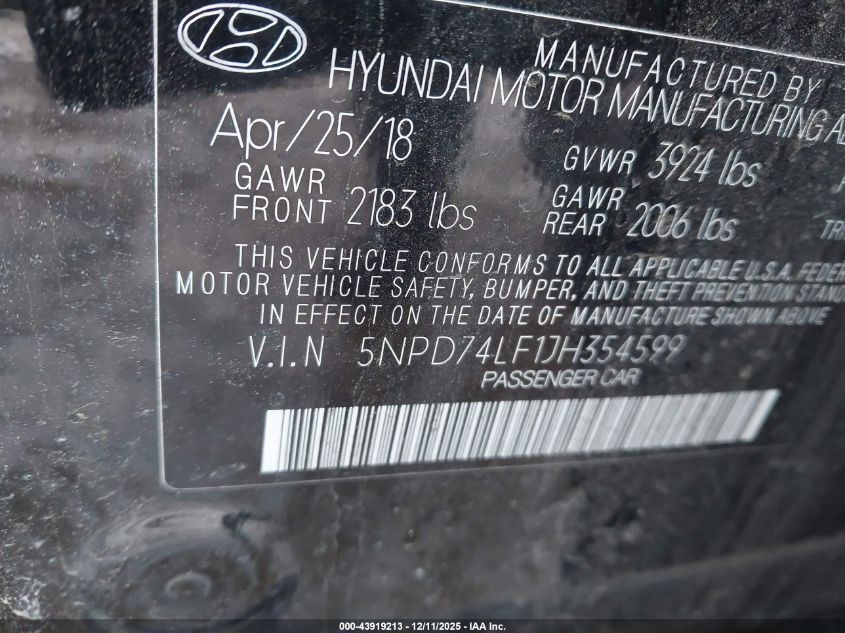 MANUFACTURED BY
HYUNDAI MOTOR MANUFACTURING
Apr/25/18
GVWR 3924 lbs
GAWR FRONT 2183 lbs
GAWR REAR 2006 lbs
THIS VEHICLE CONFORMS TO ALL APPLICABLE U.S.A. FEDER
MOTOR VEHICLE SAFETY, BUMPER, AND THEFT PREVENTION STAND
IN EFFECT ON THE DATE OF MANUFACTURE SHOWN ABOVE
V.I.N 5NPD74LF1JH354599
PASSENGER CAR
000-43919213 - 12/11/2025 - IAA Inc.